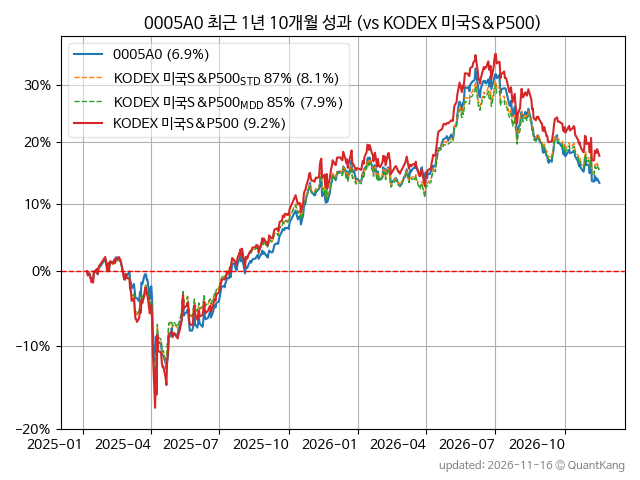 0005A0 최근 1년 10개월 성과 (vs KODEX 미국S&P500)
0005A0 (6.9%)
KODEX 미국S&P500STD 87% (8.1%)
KODEX 미국S&P500MDD 85% (7.9%)
KODEX 미국S&P500 (9.2%)
30%
20%
10%
0%
−10%
−20%
2025-01 2025-04 2025-07 2025-10 2026-01 2026-04 2026-07 2026-10
updated: 2026-11-16 © QuantKang